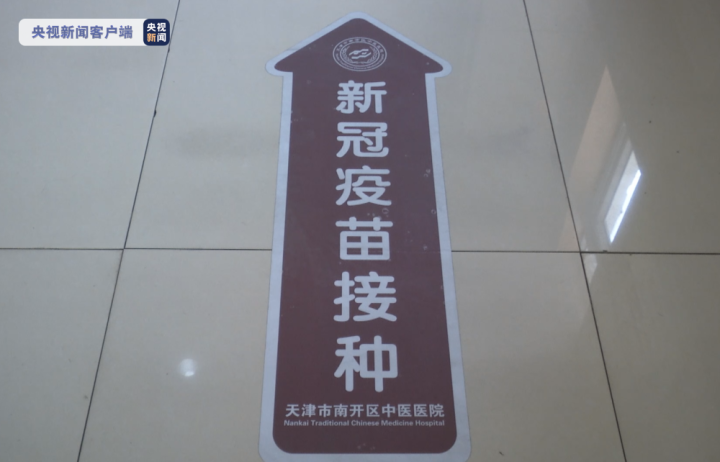 央视新闻客户端
央视
新闻
新冠疫苗接种
天津市南开区中医医院
Nankai Traditional Chinese Medicine Hospital